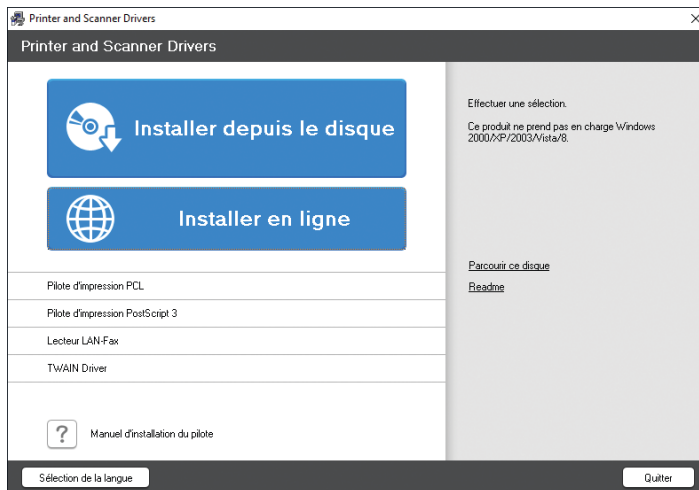 Printer and Scanner Drivers
Printer and Scanner Drivers
Installer depuis le disque
Installer en ligne
Pilote d'impression PCL
Pilote d'impression PostScript 3
Lecteur LAN-Fax
TWAIN Driver
? Manuel d'installation du pilote
Effectuer une sélection.
Ce produit ne prend pas en charge Windows
2000/XP/2003/Vista/8.
Parcourir ce disque
Readme
Sélection de la langue
Quitter